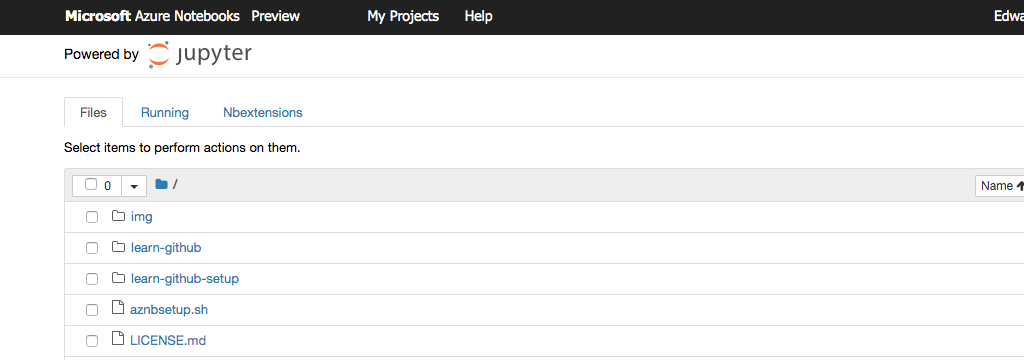 Microsoft Azure Notebooks Preview My Projects Help Edwa
Powered by jupyter
Files Running Nbextensions
Select items to perform actions on them.
0 / Name
img
learn-github
learn-github-setup
aznbsetup.sh
LICENSE.md